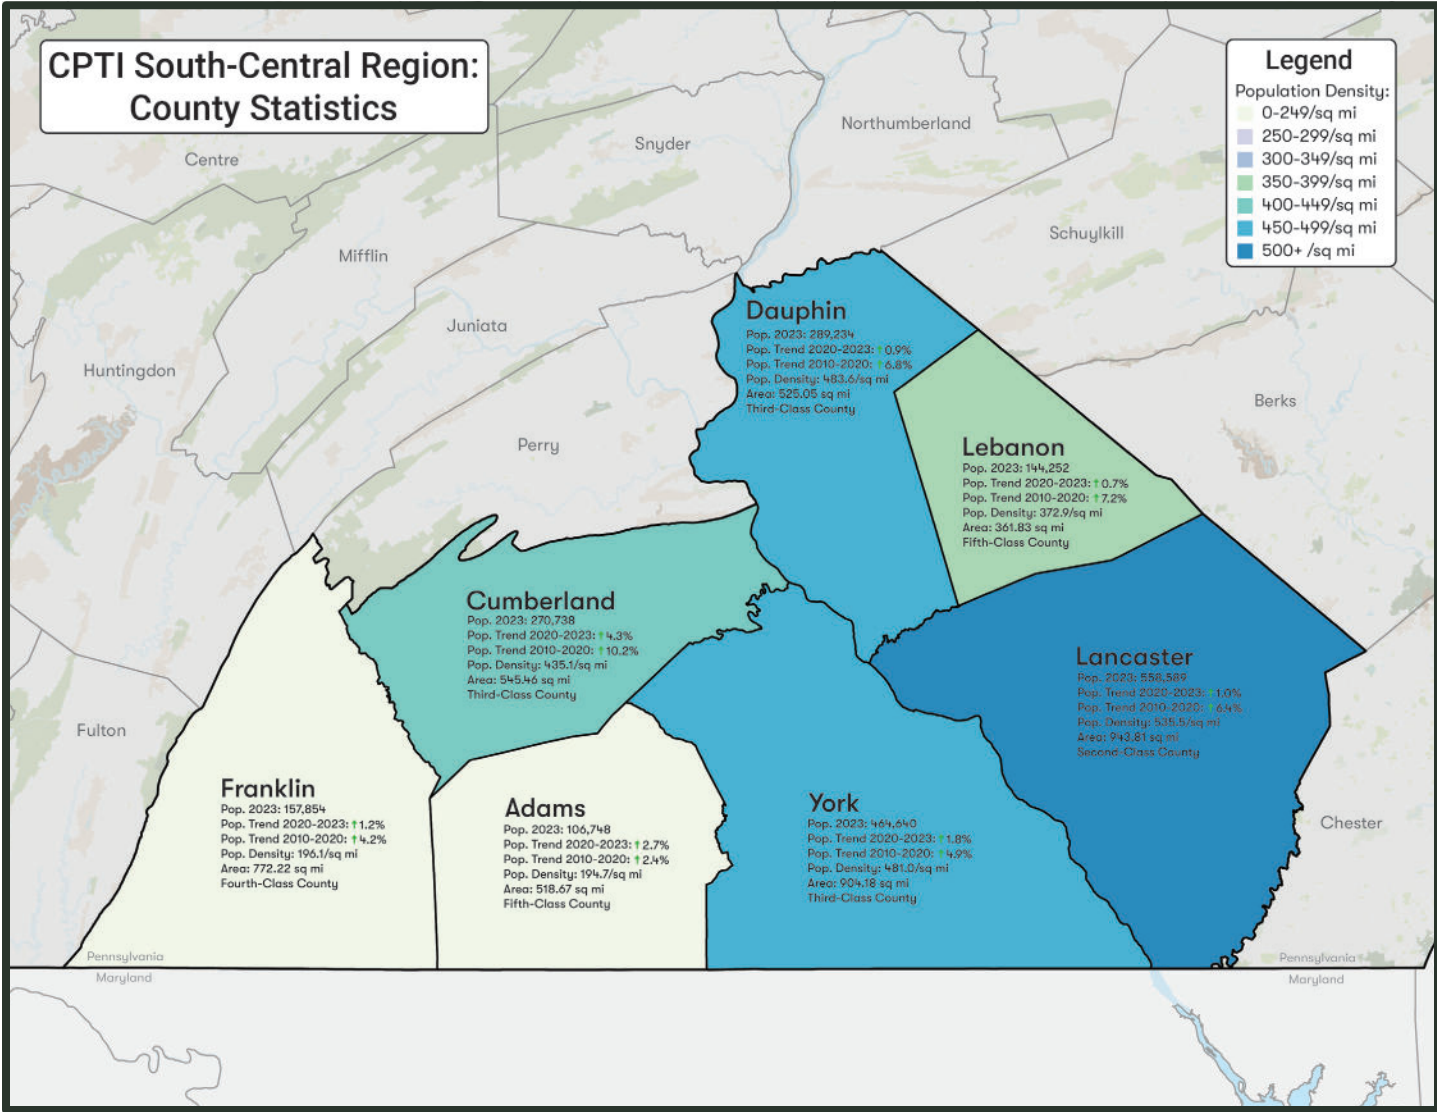 CPTI South-Central Region:
County Statistics
Legend
Population Density:
0-249/sq mi
250-299/sq mi
300-349/sq mi
350-399/sq mi
400-449/sq mi
450-499/sq mi
500+ /sq mi
Centre
Snyder
Northumberland
Mifflin
Schuylkill
Juniata
Huntingdon
Perry
Berks
Fulton
Chester
Dauphin
Pop. 2023: 289,234
Pop. Trend 2020-2023: ↑0.9%
Pop. Trend 2010-2020: ↑6.8%
Pop. Density: 483.6/sq mi
Area: 525.05 sq mi
Third-Class County
Lebanon
Pop. 2023: 144,252
Pop. Trend 2020-2023: ↑0.7%
Pop. Trend 2010-2020: ↑7.2%
Pop. Density: 372.9/sq mi
Area: 361.83 sq mi
Fifth-Class County
Cumberland
Pop. 2023: 270,738
Pop. Trend 2020-2023: ↑4.3%
Pop. Trend 2010-2020: ↑10.2%
Pop. Density: 435.1/sq mi
Area: 545.46 sq mi
Third-Class County
Lancaster
Pop. 2023: 558,589
Pop. Trend 2020-2023: ↑1.0%
Pop. Trend 2010-2020: ↑6.4%
Pop. Density: 535.5/sq mi
Area: 943.81 sq mi
Second-Class County
Franklin
Pop. 2023: 157,854
Pop. Trend 2020-2023: ↑1.2%
Pop. Trend 2010-2020: ↑4.2%
Pop. Density: 196.1/sq mi
Area: 772.22 sq mi
Fourth-Class County
Adams
Pop. 2023: 106,748
Pop. Trend 2020-2023: ↑2.7%
Pop. Trend 2010-2020: ↑2.4%
Pop. Density: 194.7/sq mi
Area: 518.67 sq mi
Fifth-Class County
York
Pop. 2023: 464,640
Pop. Trend 2020-2023: ↑1.8%
Pop. Trend 2010-2020: ↑4.9%
Pop. Density: 481.0/sq mi
Area: 904.18 sq mi
Third-Class County
Pennsylvania
Maryland
Pennsylvania
Maryland